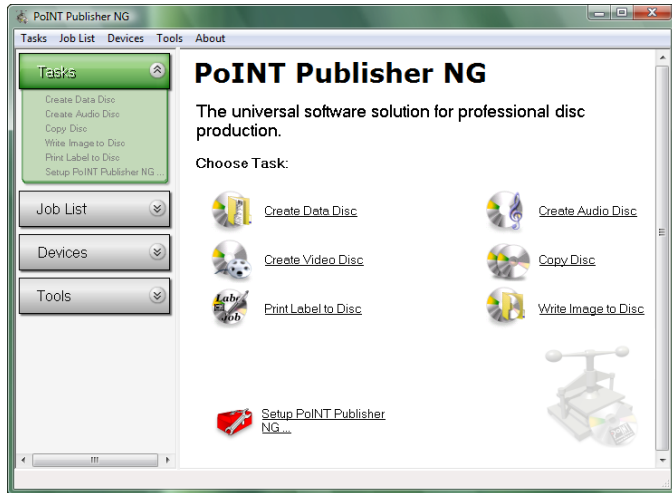 PoINT Publisher NG
Tasks Job List Devices Tools About
Tasks
Create Data Disc
Create Audio Disc
Copy Disc
Write Image to Disc
Print Label to Disc
Setup PoINT Publisher NG ...
Job List
Devices
Tools
PoINT Publisher NG
The universal software solution for professional disc
production.
Choose Task:
Create Data Disc
Create Audio Disc
Create Video Disc
Copy Disc
Print Label to Disc
Write Image to Disc
Setup PoINT Publisher
NG ...